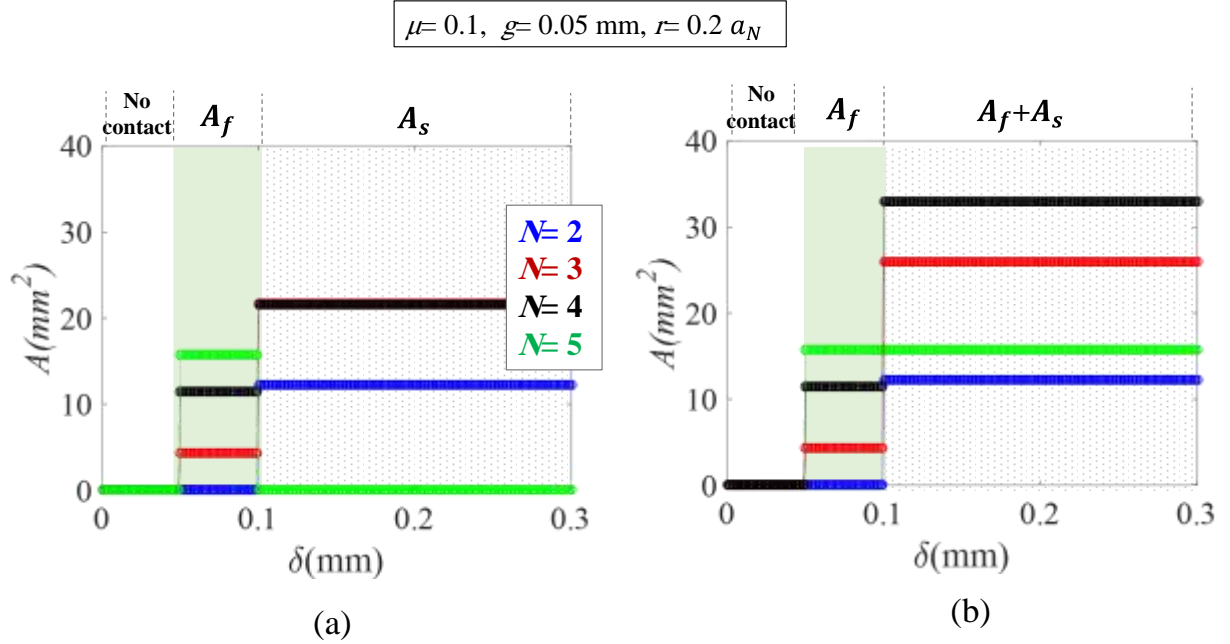 μ= 0.1, g= 0.05 mm, r= 0.2 a_N
No contact
A_f
A_s
40
30
20
10
0
A(mm²)
0
0.1
0.2
0.3
δ(mm)
(a)
N= 2
N= 3
N= 4
N= 5
No contact
A_f
A_f+A_s
40
30
20
10
0
A(mm²)
0
0.1
0.2
0.3
δ(mm)
(b)